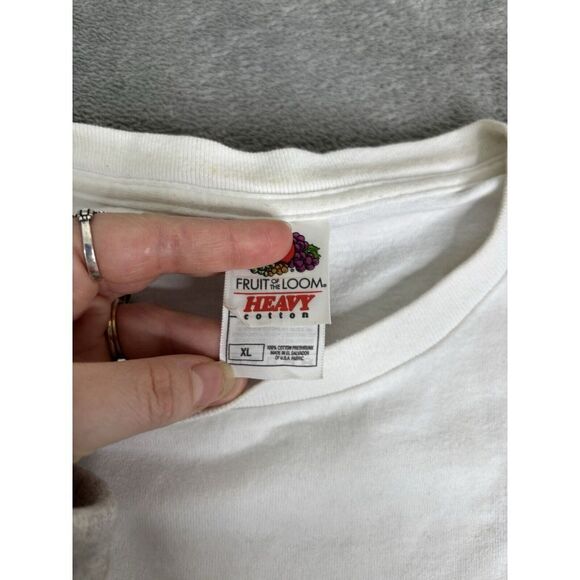 FRUIT OF THE LOOM®
HEAVY
cotton
XL
100% COTTON PRESHRUNK
MADE IN EL SALVADOR
OF U.S.A. FABRIC